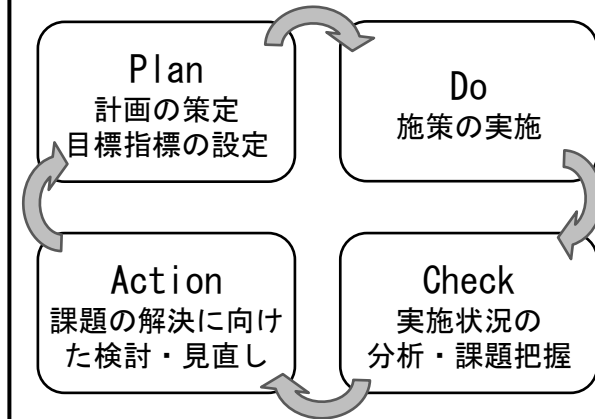 Plan
計画の策定
目標指標の設定
Do
施策の実施
Check
実施状況の
分析・課題把握
Action
課題の解決に向け
た検討・見直し